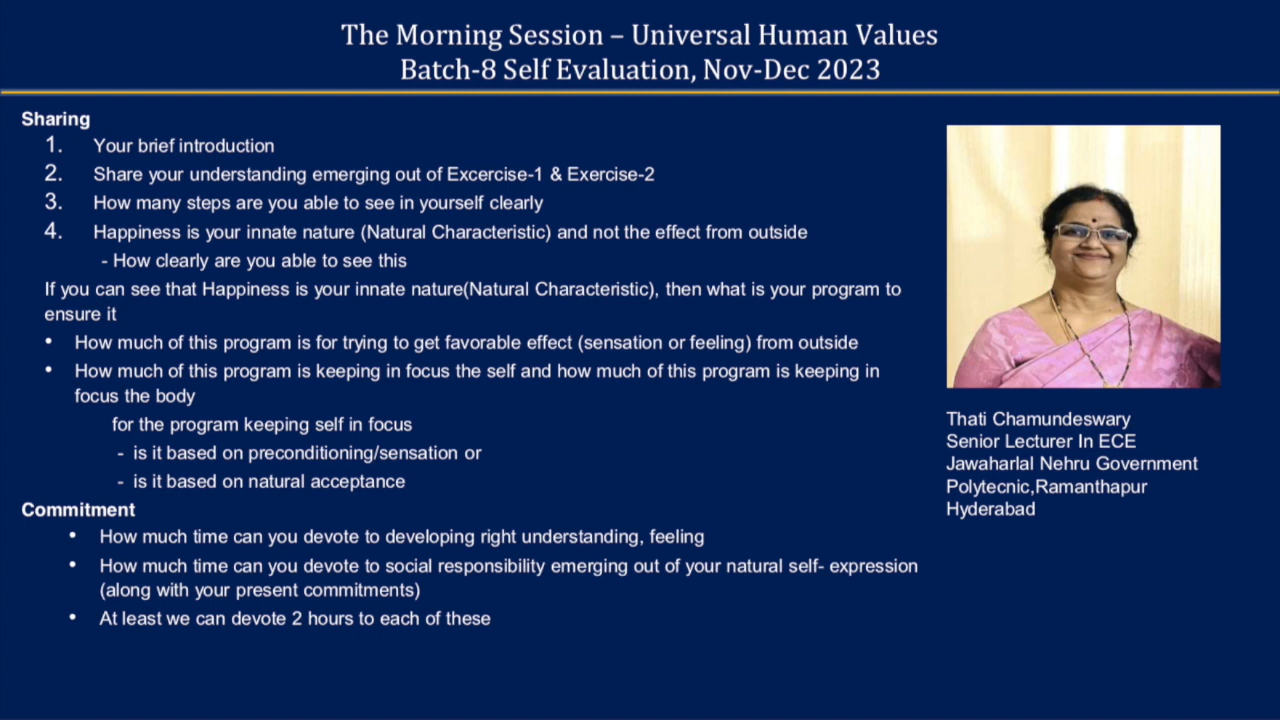 The Morning Session – Universal Human Values
Batch-8 Self Evaluation, Nov-Dec 2023
Sharing
1. Your brief introduction
2. Share your understanding emerging out of Excercise-1 & Exercise-2
3. How many steps are you able to see in yourself clearly
4. Happiness is your innate nature (Natural Characteristic) and not the effect from outside
- How clearly are you able to see this
If you can see that Happiness is your innate nature(Natural Characteristic), then what is your program to
ensure it
• How much of this program is for trying to get favorable effect (sensation or feeling) from outside
• How much of this program is keeping in focus the self and how much of this program is keeping in
focus the body
for the program keeping self in focus
- is it based on preconditioning/sensation or
- is it based on natural acceptance
Commitment
• How much time can you devote to developing right understanding, feeling
• How much time can you devote to social responsibility emerging out of your natural self- expression
(along with your present commitments)
• At least we can devote 2 hours to each of these
Thati Chamundeswary
Senior Lecturer In ECE
Jawaharlal Nehru Government
Polytecnic,Ramanthapur
Hyderabad